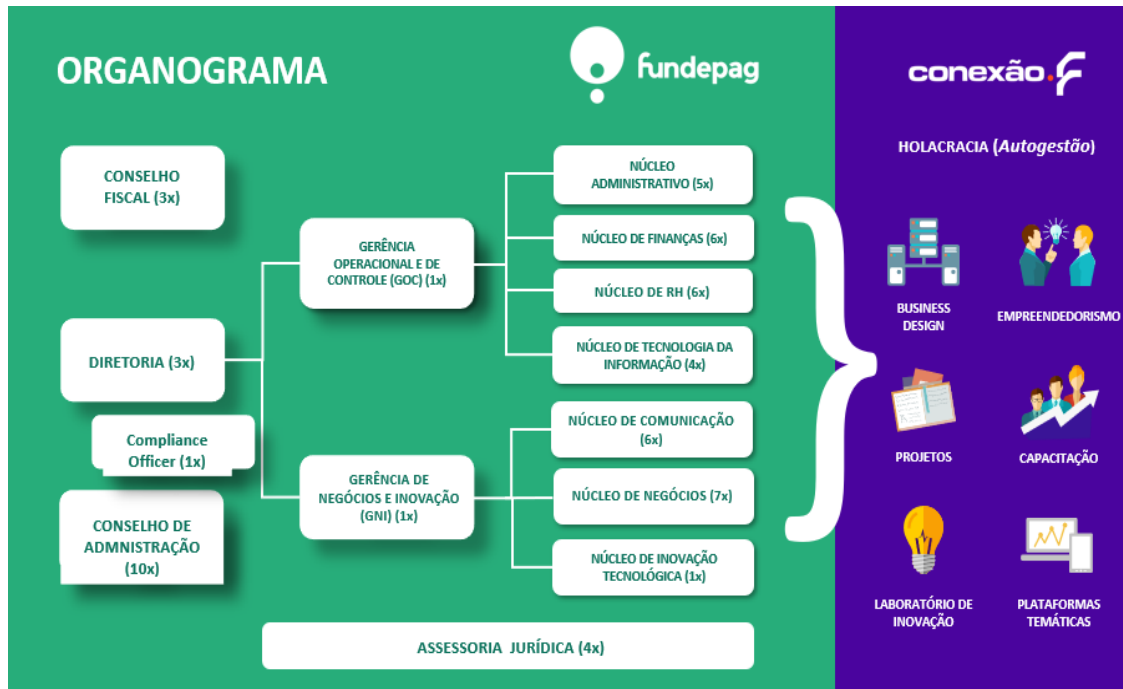 ORGANOGRAMA
fundepag
CONSELHO
FISCAL (3x)
DIRETORIA (3x)
Compliance
Officer (1x)
CONSELHO DE
ADMNISTRAÇÃO
(10x)
GERÊNCIA
OPERACIONAL E DE
CONTROLE (GOC) (1x)
GERÊNCIA DE
NEGÓCIOS E INOVAÇÃO
(GNI) (1x)
NÚCLEO
ADMINISTRATIVO (5x)
NÚCLEO DE FINANÇAS (6x)
NÚCLEO DE RH (6x)
NÚCLEO DE TECNOLOGIA DA
INFORMAÇÃO (4x)
NÚCLEO DE COMUNICAÇÃO
(6x)
NÚCLEO DE NEGÓCIOS (7x)
NÚCLEO DE INOVAÇÃO
TECNOLÓGICA (1x)
ASSESSORIA JURÍDICA (4x)
conexão.F
HOLACRACIA (Autogestão)
BUSINESS
DESIGN
EMPREENDEDORISMO
PROJETOS
CAPACITAÇÃO
LABORATÓRIO DE
INOVAÇÃO
PLATAFORMAS
TEMÁTICAS